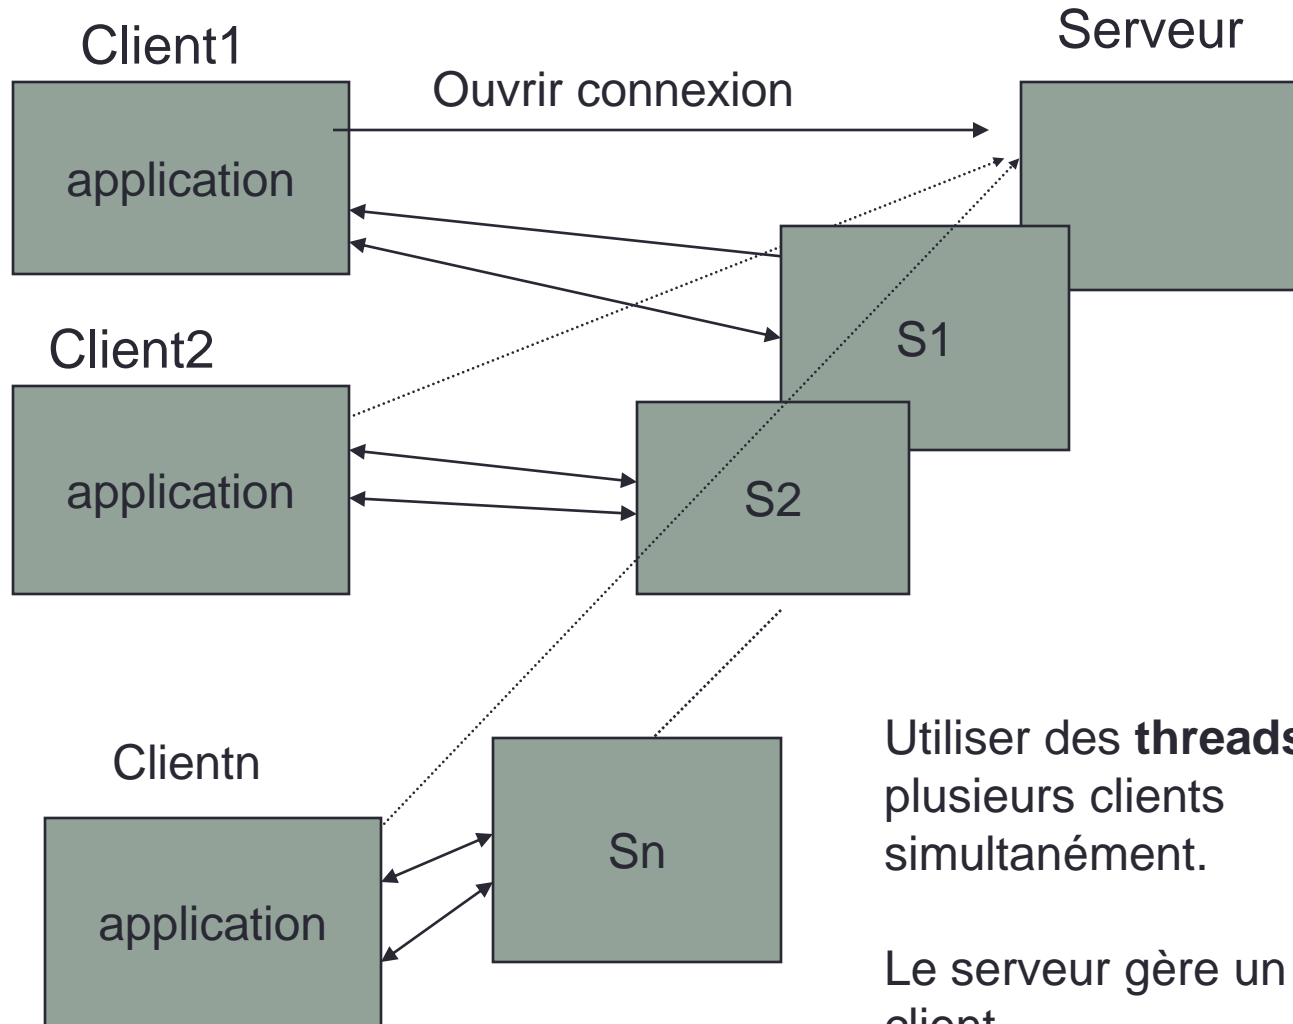 Client1
Serveur
Ouvrir connexion
application
S1
Client2
application
S2
Clientn
Sn
application
Utiliser des threads
plusieurs clients
simultanément.
Le serveur gère un
client